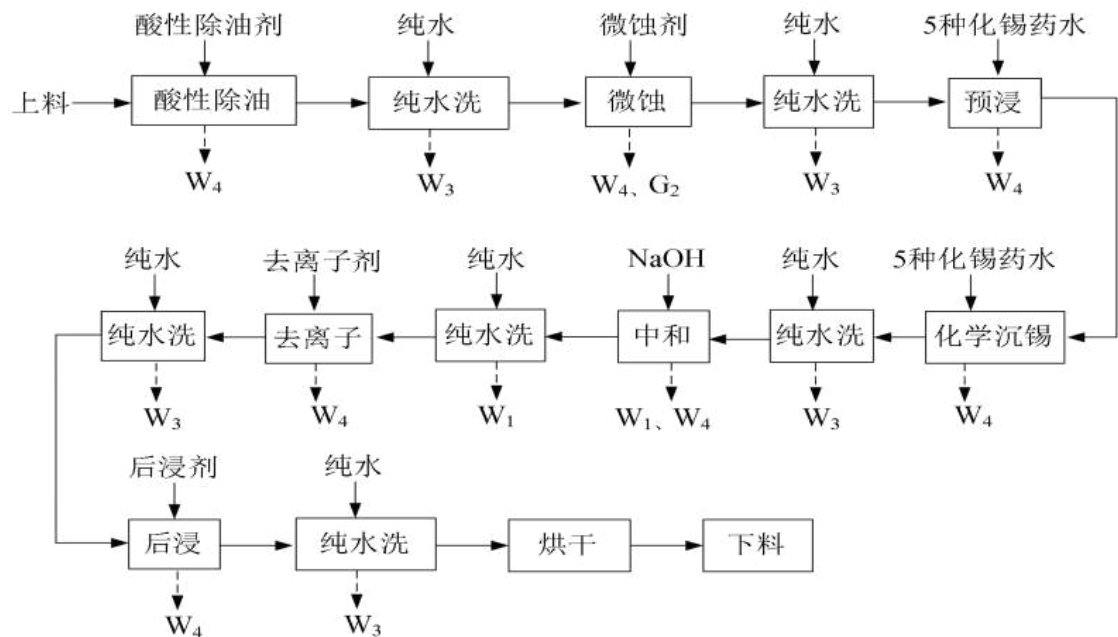 酸性除油剂 纯水 微蚀剂 纯水 5种化锡药水
上料 酸性除油 纯水洗 微蚀 纯水洗 预浸
W₄ W₃ W₄、G₂ W₃ W₄
纯水 去离子剂 纯水 NaOH 纯水 5种化锡药水
纯水洗 去离子 纯水洗 中和 纯水洗 化学沉锡
W₃ W₄ W₁ W₁、W₄ W₃ W₄
后浸剂 纯水
后浸 纯水洗 烘干 下料
W₄ W₃